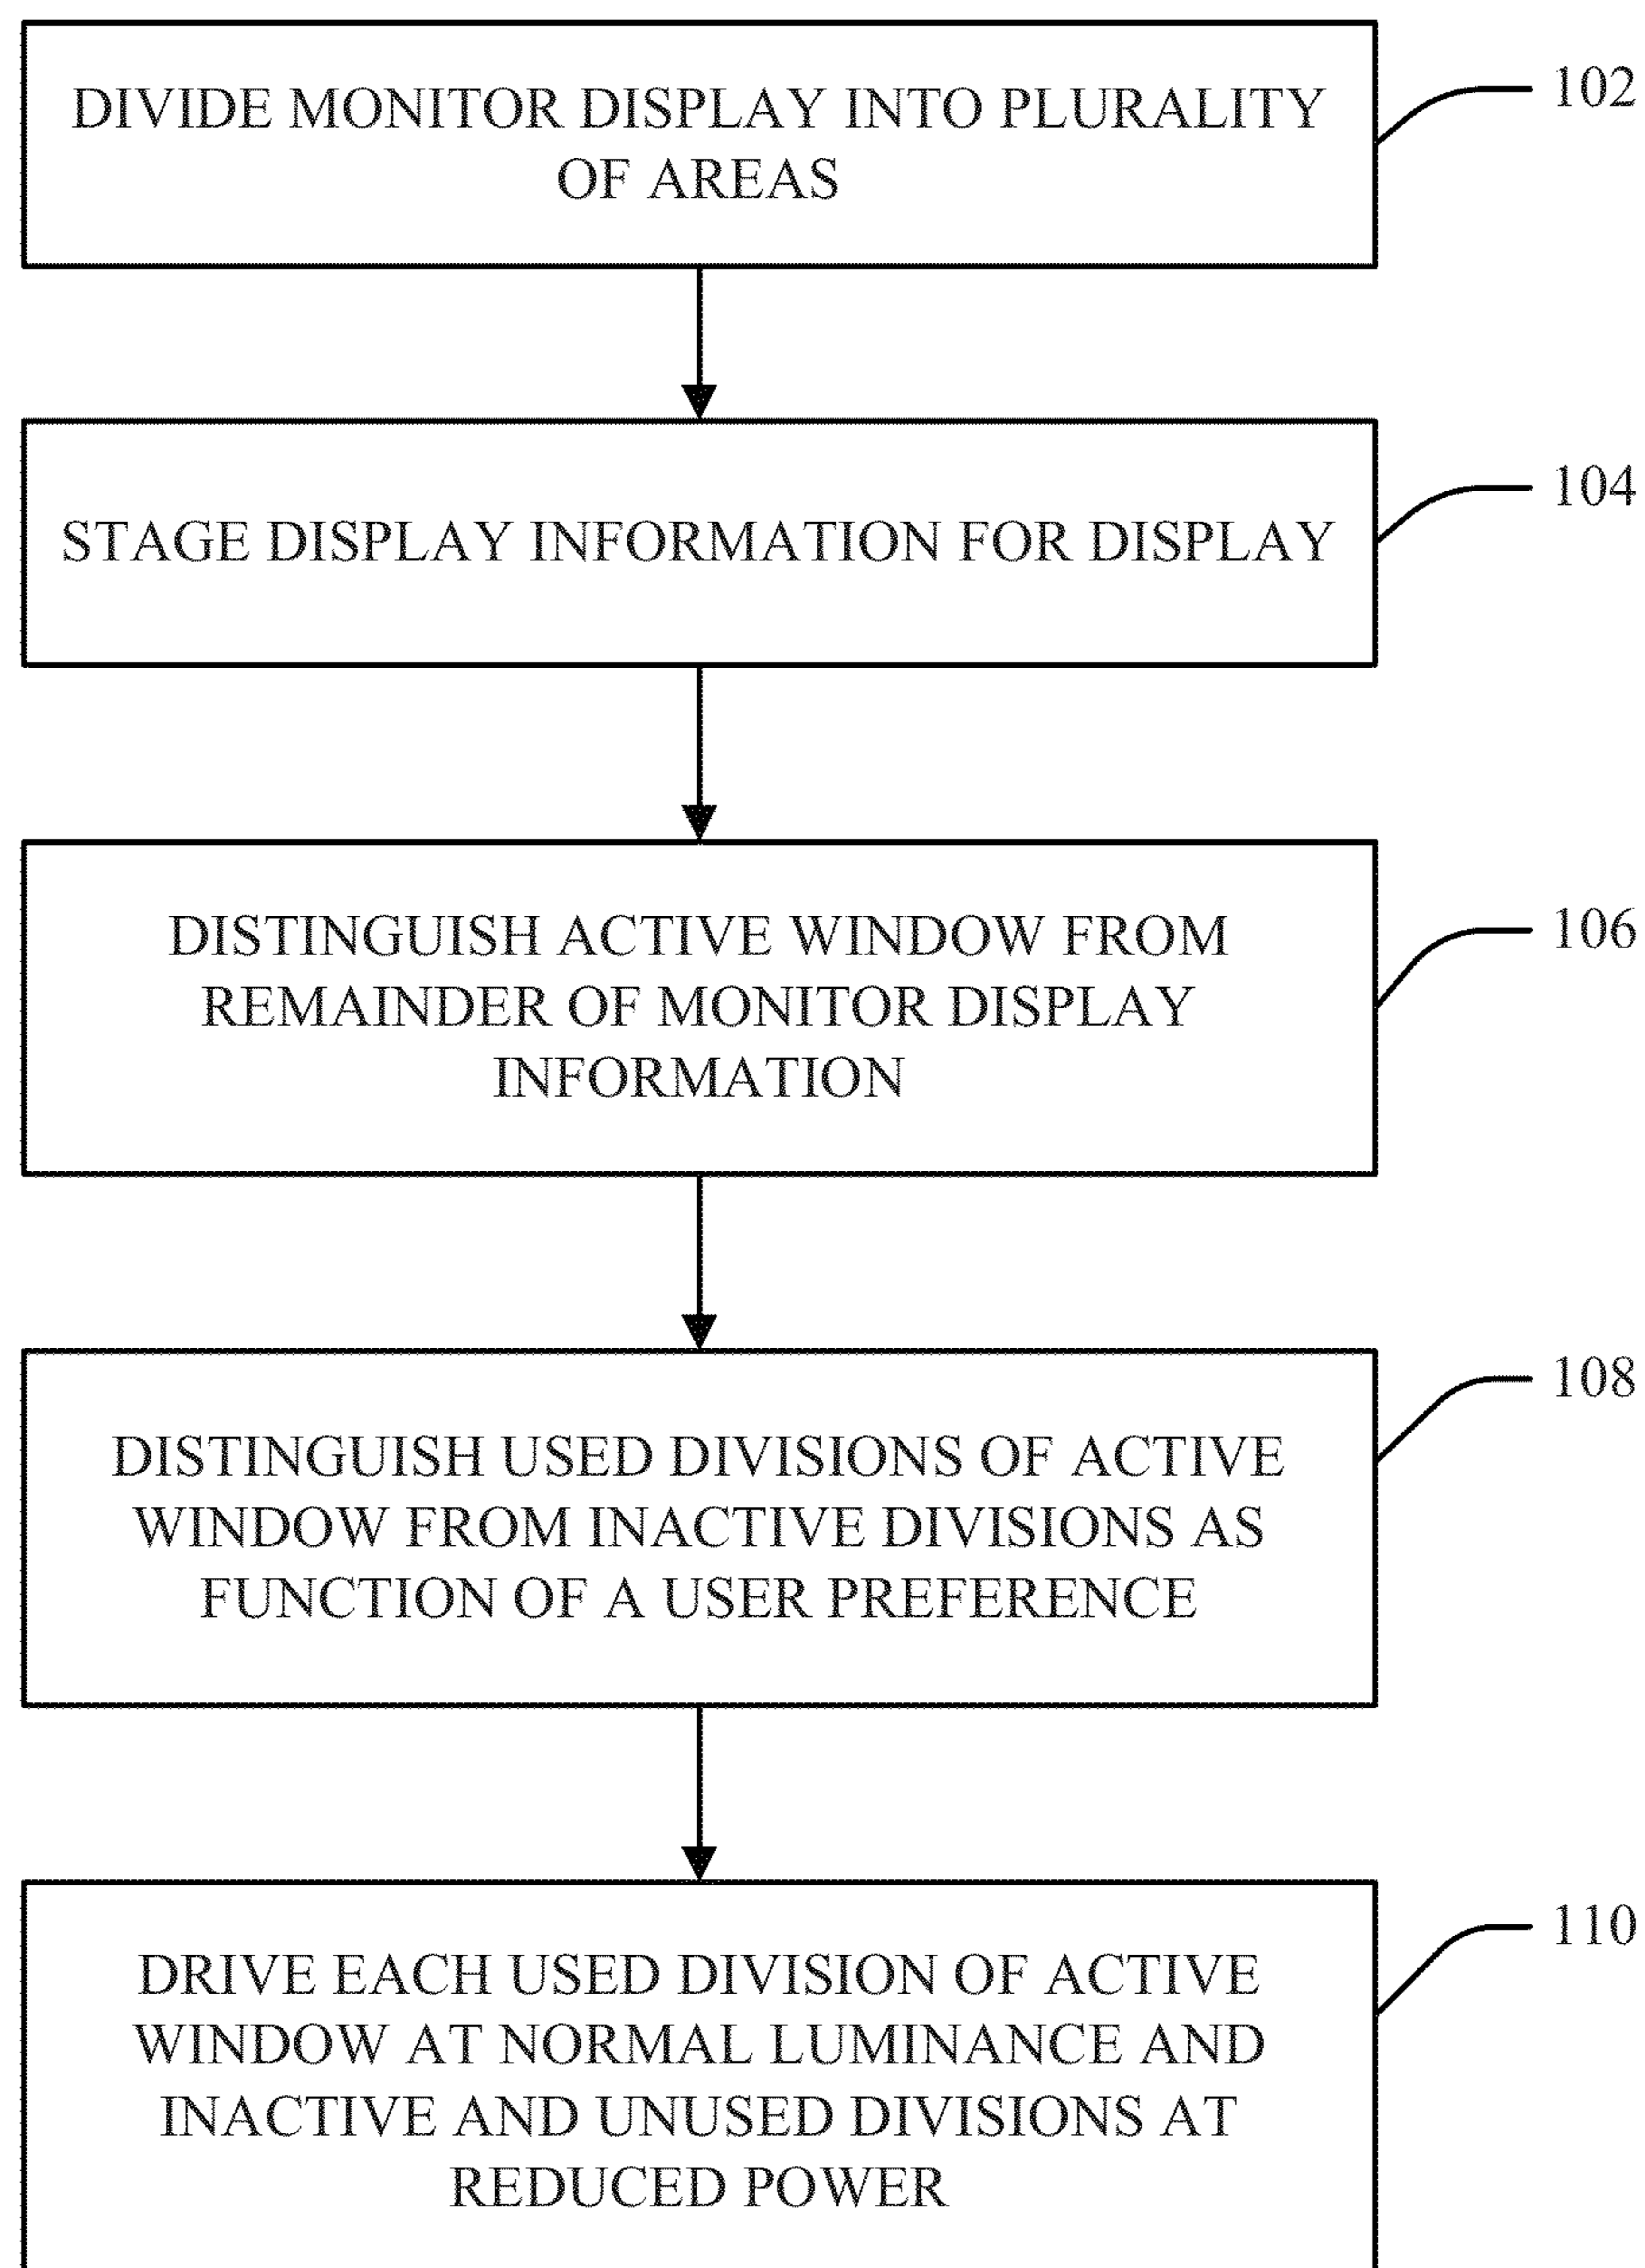 DIVIDE MONITOR DISPLAY INTO PLURALITY
OF AREAS
102
STAGE DISPLAY INFORMATION FOR DISPLAY
104
DISTINGUISH ACTIVE WINDOW FROM
REMAINDER OF MONITOR DISPLAY
INFORMATION
106
DISTINGUISH USED DIVISIONS OF ACTIVE
WINDOW FROM INACTIVE DIVISIONS AS
FUNCTION OF A USER PREFERENCE
108
DRIVE EACH USED DIVISION OF ACTIVE
WINDOW AT NORMAL LUMINANCE AND
INACTIVE AND UNUSED DIVISIONS AT
REDUCED POWER
110